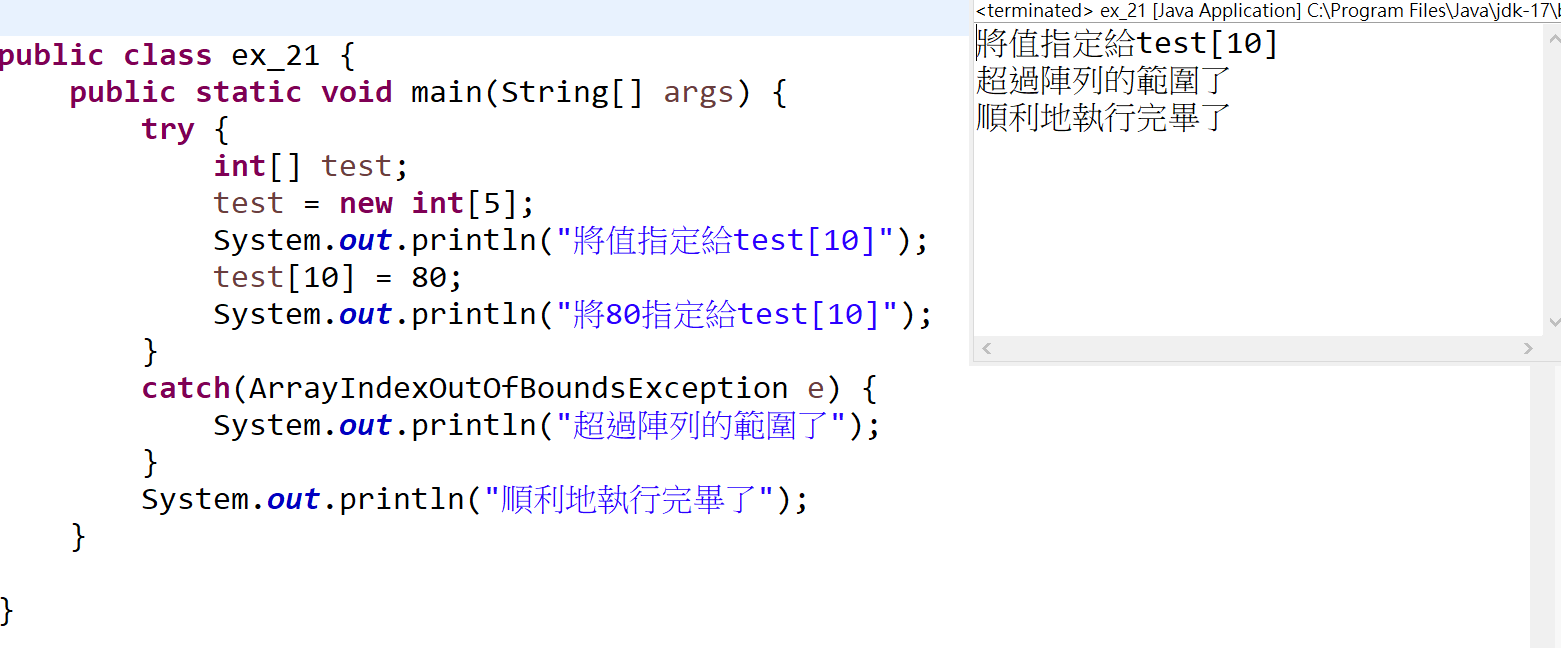 public class ex_21 {
public static void main(String[] args) {
try {
int[] test;
test = new int[5];
System.out.println("將值指定給test[10]");
test[10] = 80;
System.out.println("將80指定給test[10]");
}
catch(ArrayIndexOutOfBoundsException e) {
System.out.println("超過陣列的範圍了");
}
System.out.println("順利地執行完畢了");
}
}
<terminated> ex_21 [Java Application] C:\Program Files\Java\jdk-17\b
將值指定給test[10]
超過陣列的範圍了
順利地執行完畢了